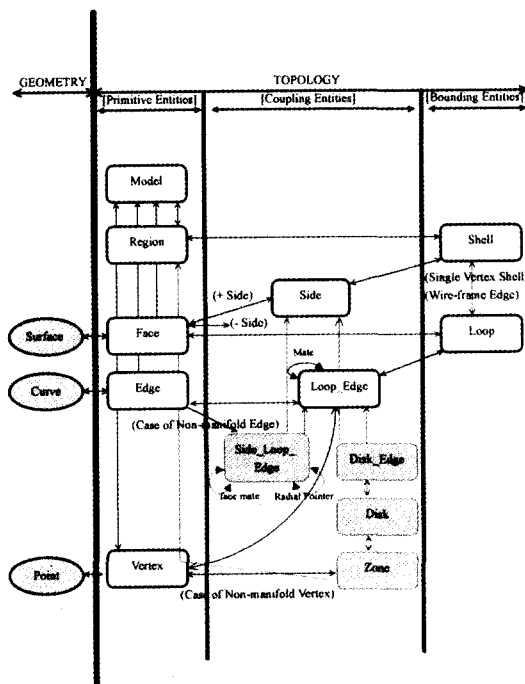 GEOMETRY
TOPOLOGY
[Primitive Entities]
[Coupling Entities]
[Bounding Entities]
Model
Region
Shell
(+ Side)
Side
(Single Vertex Shell
(Wire-frame Edge)
Surface
Face
(- Side)
Loop
Mate
Curve
Edge
Loop_Edge
(Case of Non-manifold Edge)
Side_Loop_
Edge
Disk_Edge
face mate
Radial Pointer
Disk
Point
Vertex
Zone
(Case of Non-manifold Vertex)